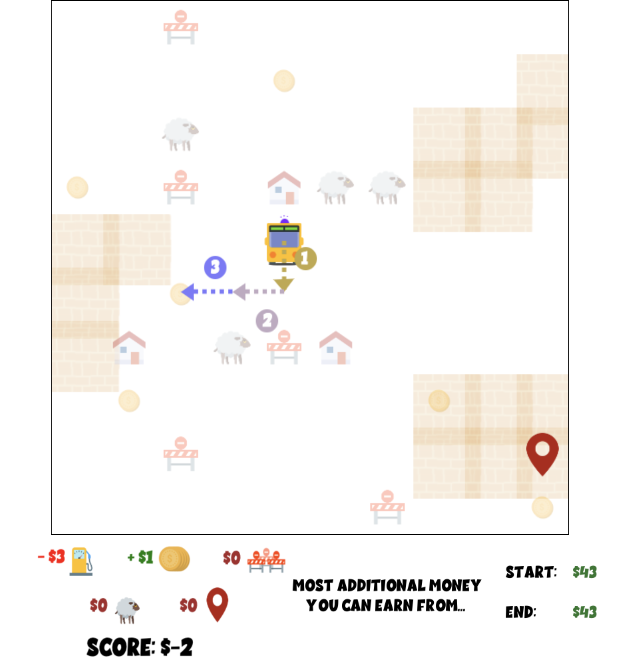 1
3
2
- $3
+ $1
$0
$0
$0
SCORE: $-2
MOST ADDITIONAL MONEY
YOU CAN EARN FROM...
START: $43
END: $43